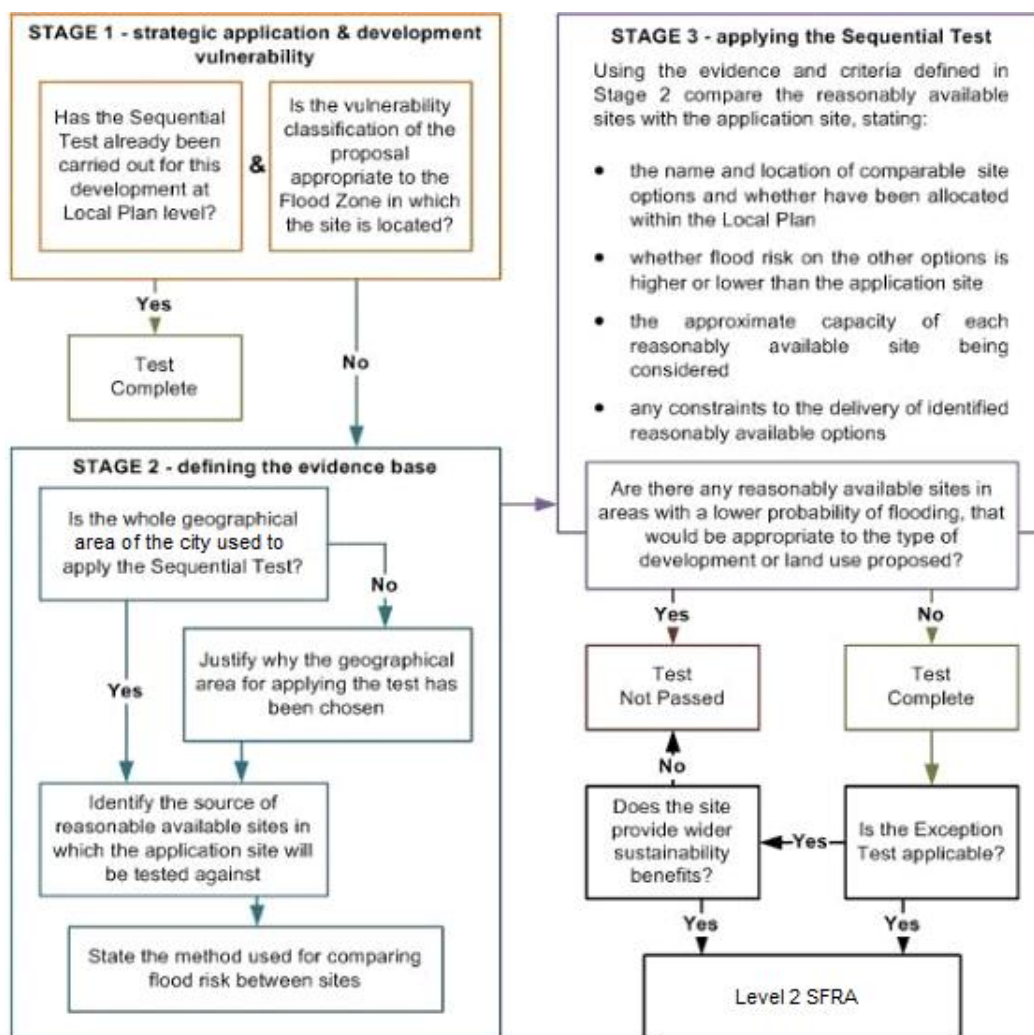 STAGE 1 - strategic application & development
vulnerability
Has the Sequential
Test already been
carried out for this
development at
Local Plan level?
&
Is the vulnerability
classification of the
proposal
appropriate to the
Flood Zone in which
the site is located?
Yes
No
Test
Complete
STAGE 2 - defining the evidence base
Is the whole geographical
area of the city used to
apply the Sequential Test?
No
Yes
Justify why the geographical
area for applying the test has
been chosen
Identify the source of
reasonable available sites in
which the application site will
be tested against
State the method used for comparing
flood risk between sites
STAGE 3 - applying the Sequential Test
Using the evidence and criteria defined in
Stage 2 compare the reasonably available
sites with the application site, stating:
• the name and location of comparable site
options and whether have been allocated
within the Local Plan
• whether flood risk on the other options is
higher or lower than the application site
• the approximate capacity of each
reasonably available site being
considered
• any constraints to the delivery of identified
reasonably available options
Are there any reasonably available sites in
areas with a lower probability of flooding, that
would be appropriate to the type of
development or land use proposed?
Yes
No
Test
Not Passed
Test
Complete
No
Does the site
provide wider
sustainability
benefits?
Yes
Is the Exception
Test applicable?
Yes
Yes
Level 2 SFRA